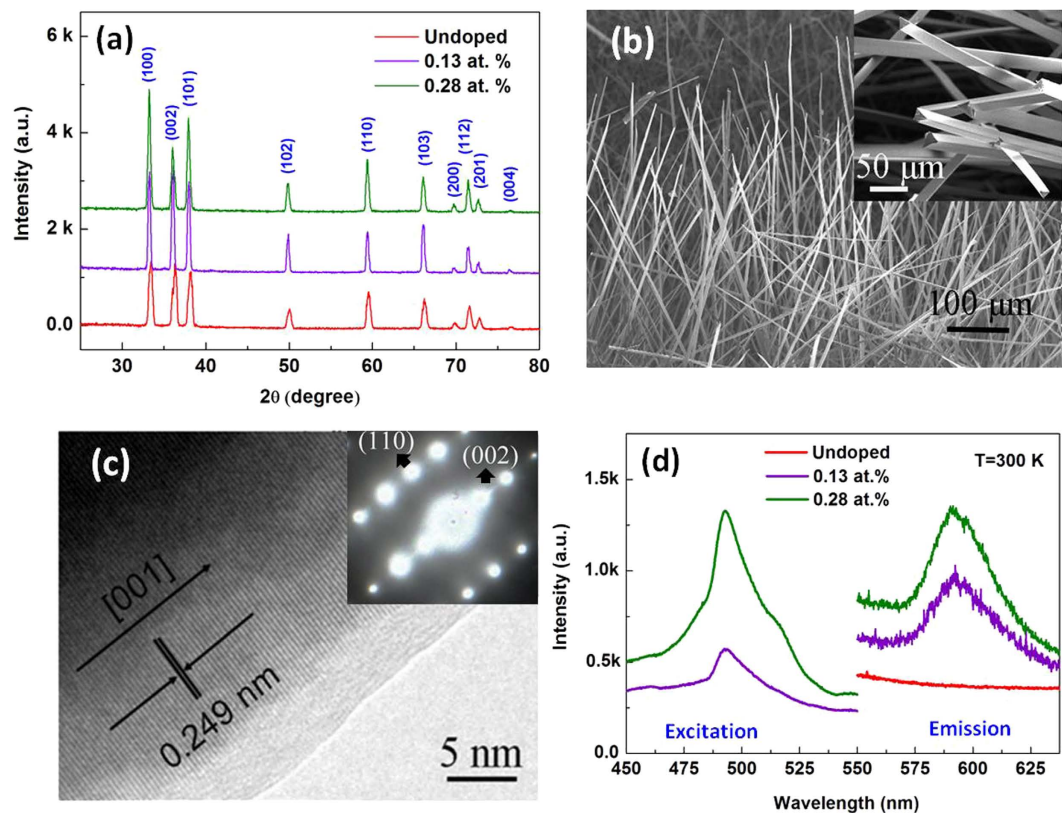 (a)
Undoped
0.13 at. %
0.28 at. %
6 k
4 k
2 k
0.0
Intensity (a.u.)
(100)
(002)
(101)
(102)
(110)
(103)
(200)
(112)
(201)
(004)
30
40
50
60
70
80
2θ (degree)
(b)
50 μm
100 μm
(c)
(110)
(002)
[001]
0.249 nm
5 nm
(d)
Undoped
0.13 at.%
0.28 at.%
T=300 K
1.5k
1.0k
0.5k
0.0
Intensity (a.u.)
Excitation
Emission
450
475
500
525
550
575
600
625
Wavelength (nm)